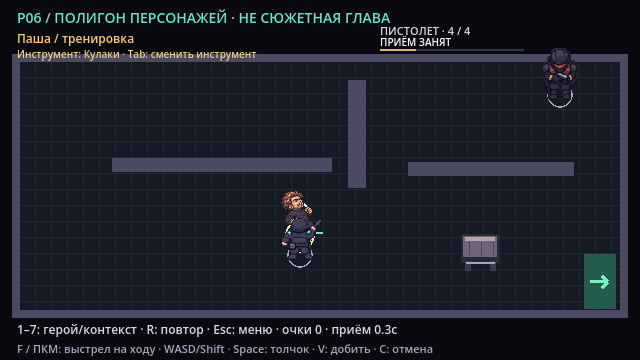 P06 / ПОЛИГОН ПЕРСОНАЖЕЙ · НЕ СЮЖЕТНАЯ ГЛАВА
Паша / тренировка
Инструмент: Кулаки · Tab: сменить инструмент
ПИСТОЛЕТ · 4 / 4
ПРИЁМ ЗАНЯТ
1–7: герой/контекст · R: повтор · Esc: меню · очки 0 · приём 0.3с
F / ПКМ: выстрел на ходу · WASD/Shift · Space: толчок · V: добить · C: отмена